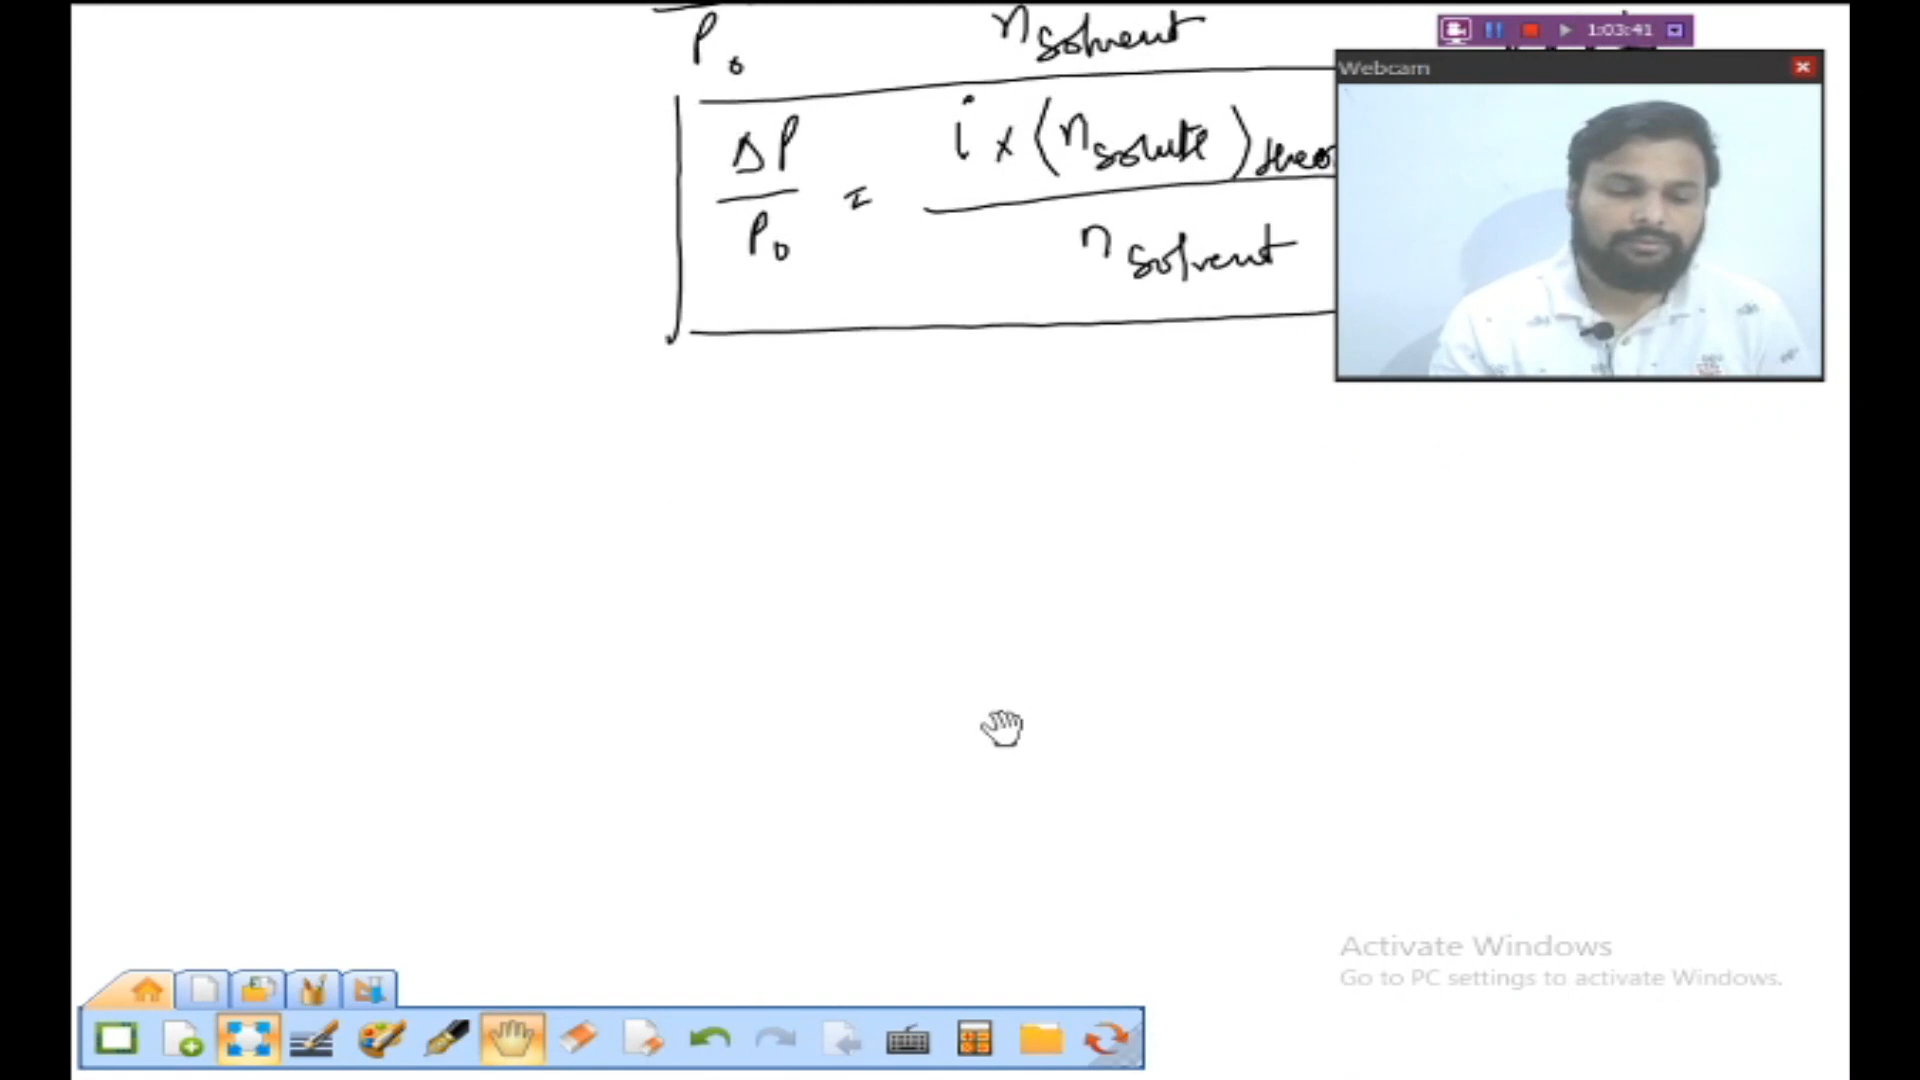 P₀ n solvent
1:03:41
Webcam
ΔP / P₀ = i × (n solute) theo / n solvent
Activate Windows
Go to PC settings to activate Windows.